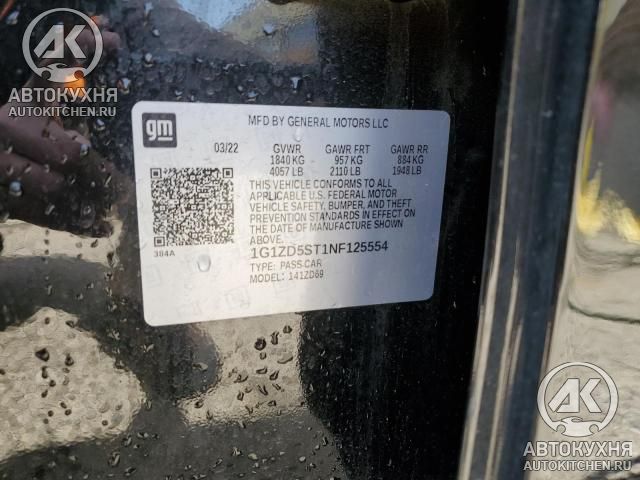 АВТОКУХНЯ
AUTOKITCHEN.RU
gm
MFD BY GENERAL MOTORS LLC
03/22 GVWR GAWR FRT GAWR RR
1840 KG 957 KG 884 KG
4057 LB 2110 LB 1948 LB
THIS VEHICLE CONFORMS TO ALL
APPLICABLE U.S. FEDERAL MOTOR
VEHICLE SAFETY, BUMPER, AND THEFT
PREVENTION STANDARDS IN EFFECT ON
THE DATE OF MANUFACTURE SHOWN
ABOVE.
384A
1G1ZD5ST1NF125554
TYPE: PASS CAR
MODEL: 141ZD69
АВТОКУХНЯ
AUTOKITCHEN.RU